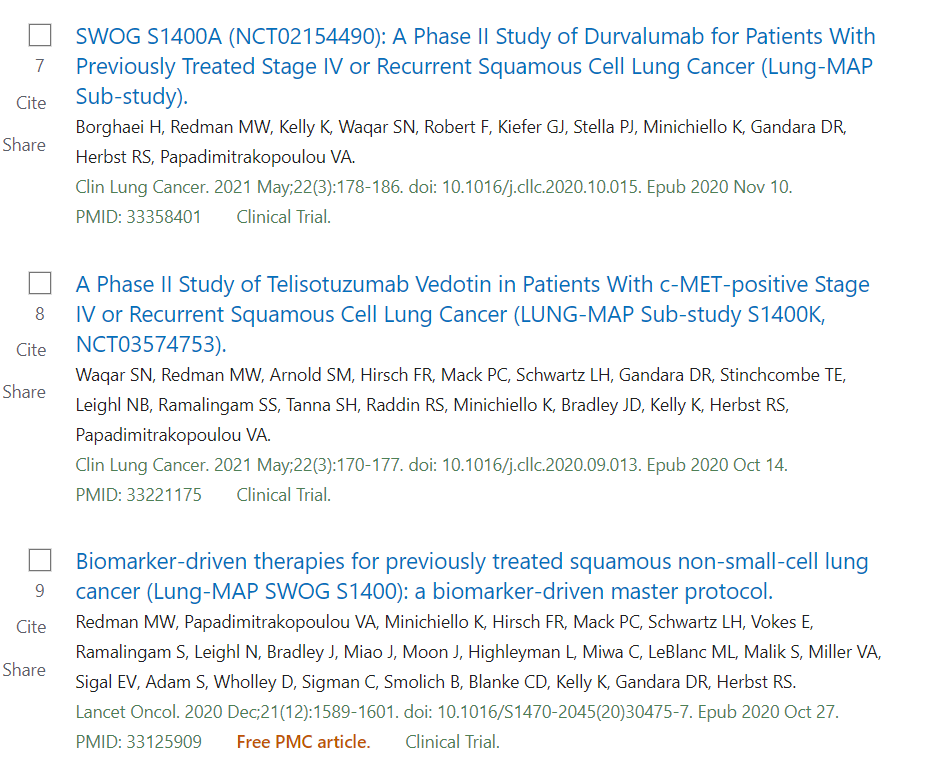 SWOG S1400A (NCT02154490): A Phase II Study of Durvalumab for Patients With
7
Previously Treated Stage IV or Recurrent Squamous Cell Lung Cancer (Lung-MAP
Cite
Sub-study).
Share
Borghaei H, Redman MW, Kelly K, Waqar SN, Robert F, Kiefer GJ, Stella PJ, Minichiello K, Gandara DR,
Herbst RS, Papadimitrakopoulou VA.
Clin Lung Cancer. 2021 May;22(3):178-186. doi: 10.1016/j.cllc.2020.10.015. Epub 2020 Nov 10.
PMID: 33358401 Clinical Trial.
A Phase II Study of Telisotuzumab Vedotin in Patients With c-MET-positive Stage
8
IV or Recurrent Squamous Cell Lung Cancer (LUNG-MAP Sub-study S1400K,
Cite
NCT03574753).
Share
Waqar SN, Redman MW, Arnold SM, Hirsch FR, Mack PC, Schwartz LH, Gandara DR, Stinchcombe TE,
Leighl NB, Ramalingam SS, Tanna SH, Raddin RS, Minichiello K, Bradley JD, Kelly K, Herbst RS,
Papadimitrakopoulou VA.
Clin Lung Cancer. 2021 May;22(3):170-177. doi: 10.1016/j.cllc.2020.09.013. Epub 2020 Oct 14.
PMID: 33221175 Clinical Trial.
Biomarker-driven therapies for previously treated squamous non-small-cell lung
9
cancer (Lung-MAP SWOG S1400): a biomarker-driven master protocol.
Cite
Redman MW, Papadimitrakopoulou VA, Minichiello K, Hirsch FR, Mack PC, Schwartz LH, Vokes E,
Share
Ramalingam S, Leighl N, Bradley J, Miao J, Moon J, Highleyman L, Miwa C, LeBlanc ML, Malik S, Miller VA,
Sigal EV, Adam S, Wholley D, Sigman C, Smolich B, Blanke CD, Kelly K, Gandara DR, Herbst RS.
Lancet Oncol. 2020 Dec;21(12):1589-1601. doi: 10.1016/S1470-2045(20)30475-7. Epub 2020 Oct 27.
PMID: 33125909 Free PMC article. Clinical Trial.